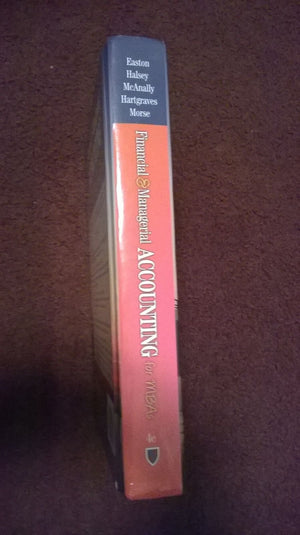 Easton
Halsey
McAnally
Hartgraves
Morse
Financial & Managerial ACCOUNTING for MBAs
4e